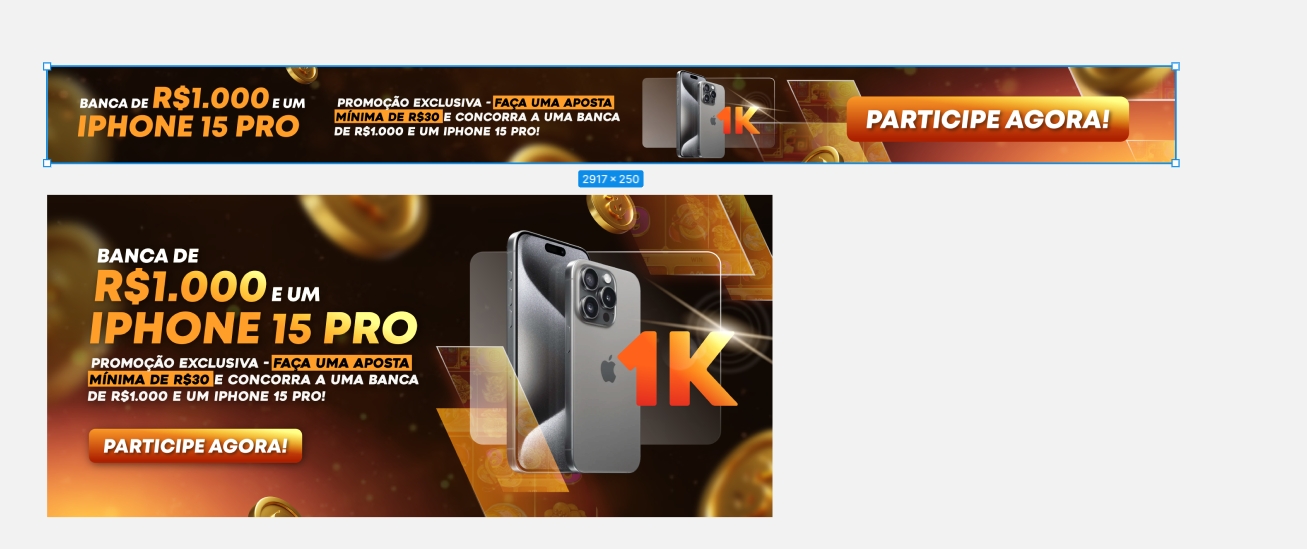 BANCA DE R$1.000 E UM
IPHONE 15 PRO
PROMOÇÃO EXCLUSIVA - FAÇA UMA APOSTA
MÍNIMA DE R$30 E CONCORRA A UMA BANCA
DE R$1.000 E UM IPHONE 15 PRO!
1K
PARTICIPE AGORA!
2917 × 250
BANCA DE
R$1.000 E UM
IPHONE 15 PRO
PROMOÇÃO EXCLUSIVA - FAÇA UMA APOSTA
MÍNIMA DE R$30 E CONCORRA A UMA BANCA
DE R$1.000 E UM IPHONE 15 PRO!
PARTICIPE AGORA!
1K